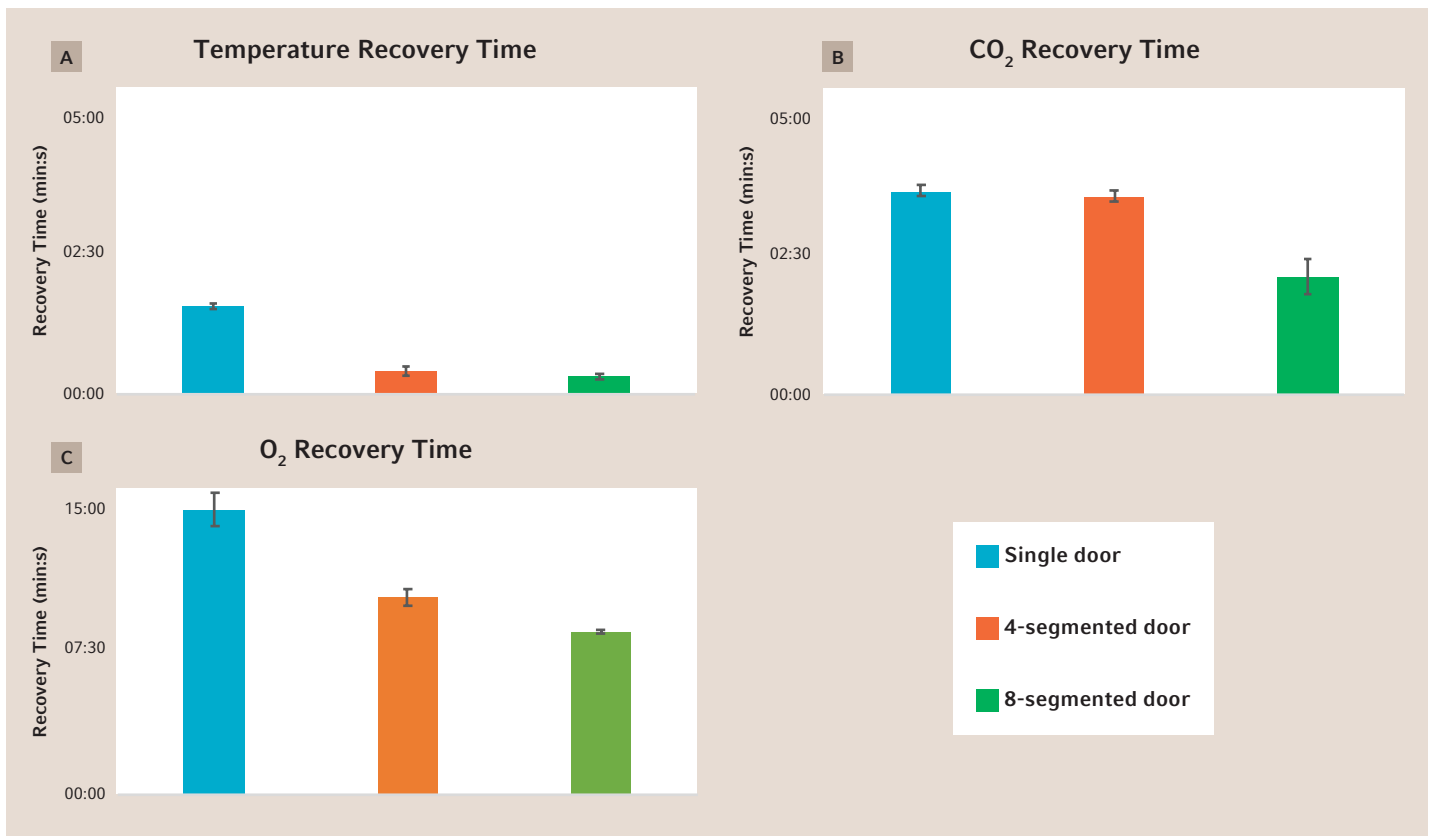 A
Temperature Recovery Time
Recovery Time (min:s)
05:00
02:30
00:00
B
CO₂ Recovery Time
Recovery Time (min:s)
05:00
02:30
00:00
C
O₂ Recovery Time
Recovery Time (min:s)
15:00
07:30
00:00
Single door
4-segmented door
8-segmented door